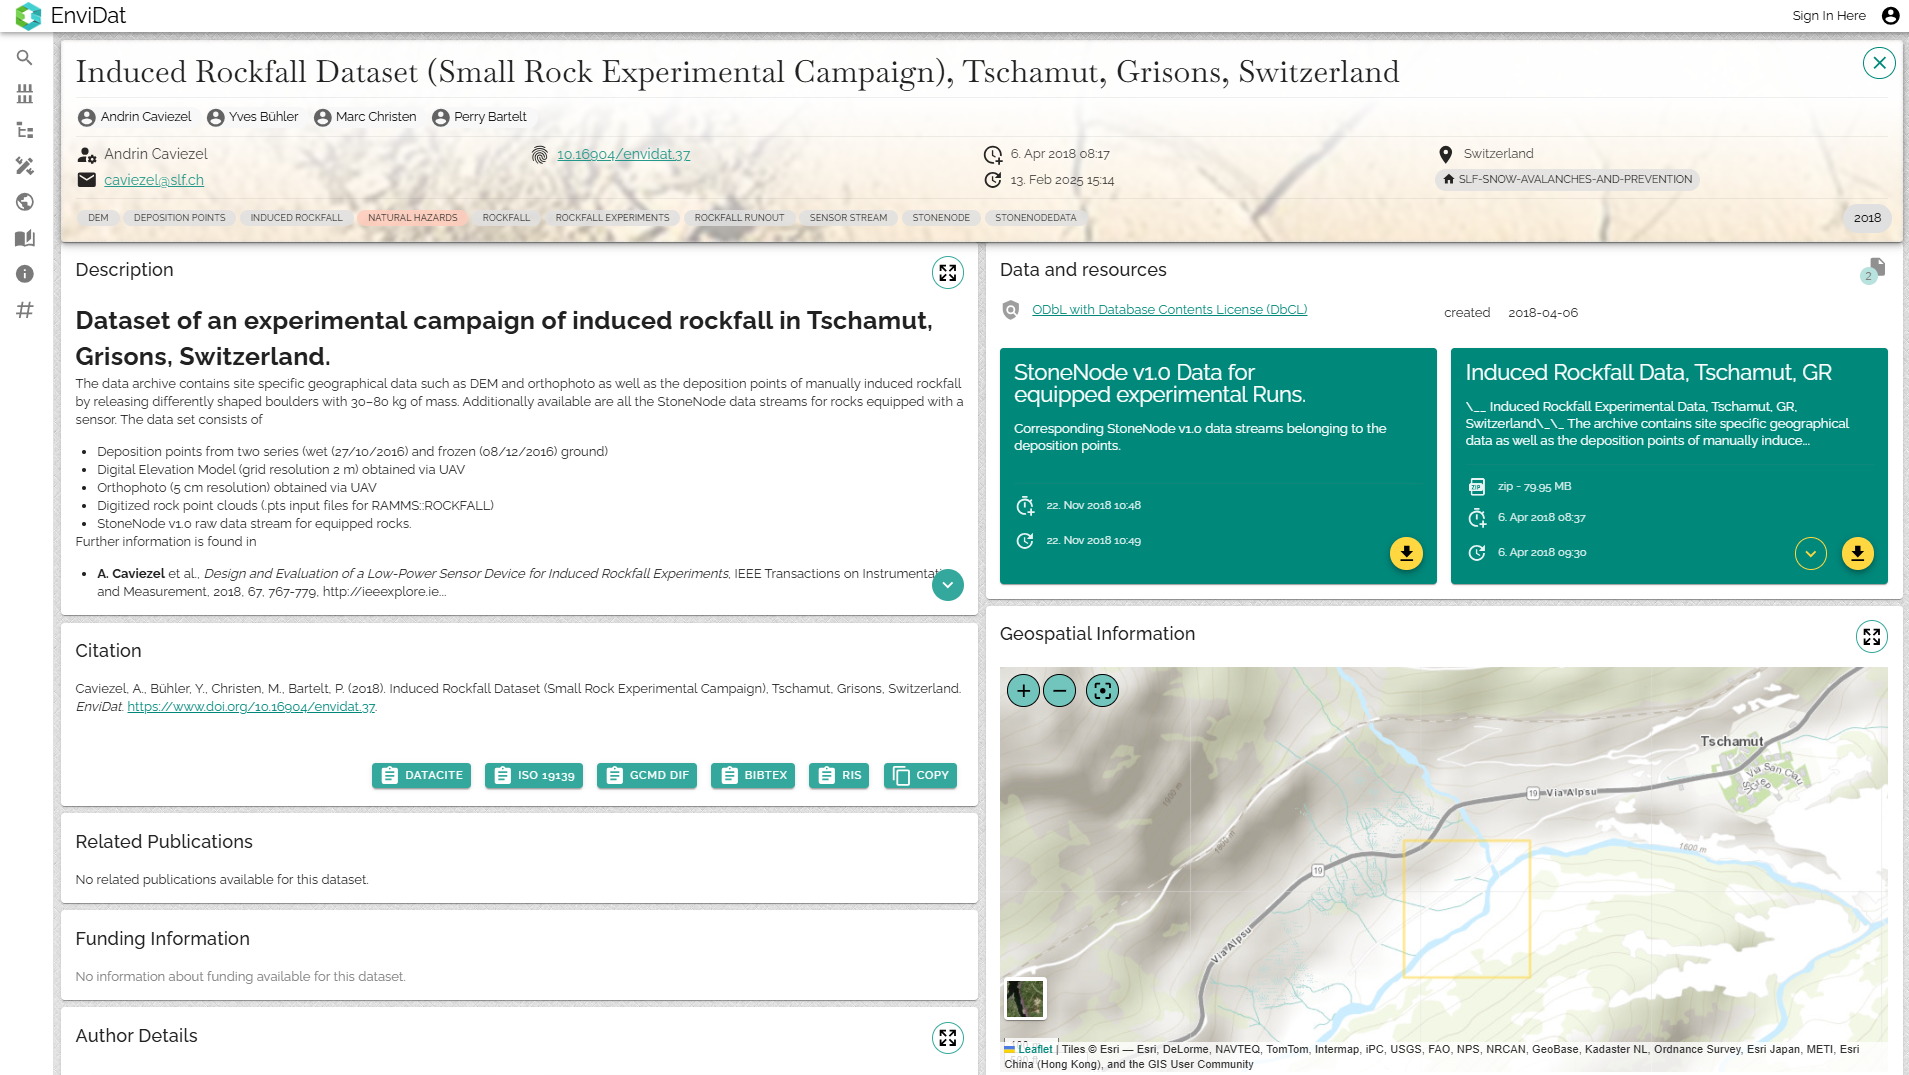 EnviDat
Sign In Here
Induced Rockfall Dataset (Small Rock Experimental Campaign), Tschamut, Grisons, Switzerland
Andrin Caviezel
Yves Bühler
Marc Christen
Perry Bartelt
Andrin Caviezel
10.16904/envidat.37
6. Apr 2018 08:17
Switzerland
caviezel@slf.ch
13. Feb 2025 15:14
SLF-SNOW-AVALANCHES-AND-PREVENTION
DEM
DEPOSITION POINTS
INDUCED ROCKFALL
NATURAL HAZARDS
ROCKFALL
ROCKFALL EXPERIMENTS
ROCKFALL RUNOUT
SENSOR STREAM
STONENODE
STONENODEDATA
2018
Description
Dataset of an experimental campaign of induced rockfall in Tschamut,
Grisons, Switzerland.
The data archive contains site specific geographical data such as DEM and orthophoto as well as the deposition points of manually induced rockfall
by releasing differently shaped boulders with 30–80 kg of mass. Additionally available are all the StoneNode data streams for rocks equipped with a
sensor. The data set consists of
• Deposition points from two series (wet (27/10/2016) and frozen (08/12/2016) ground)
• Digital Elevation Model (grid resolution 2 m) obtained via UAV
• Orthophoto (5 cm resolution) obtained via UAV
• Digitized rock point clouds (.pts input files for RAMMS::ROCKFALL)
• StoneNode v1.0 raw data stream for equipped rocks.
Further information is found in
• A. Caviezel et al., Design and Evaluation of a Low-Power Sensor Device for Induced Rockfall Experiments, IEEE Transactions on
and Measurement, 2018, 67, 767-779, http://ieeexplore.ie...
Citation
Caviezel, A., Bühler, Y., Christen, M., Bartelt, P. (2018). Induced Rockfall Dataset (Small Rock Experimental Campaign), Tschamut, Grisons, Switzerland.
EnviDat. https://www.doi.org/10.16904/envidat.37.
DATACITE
ISO 19139
GCMD DIF
BIBTEX
RIS
COPY
Related Publications
No related publications available for this dataset.
Funding Information
No information about funding available for this dataset.
Author Details
Data and resources
2
ODbL with Database Contents License (DbCL)
created 2018-04-06
StoneNode v1.0 Data for
equipped experimental Runs.
Corresponding StoneNode v1.0 data streams belonging to the
deposition points.
22. Nov 2018 10:48
22. Nov 2018 10:49
Induced Rockfall Data, Tschamut, GR
\__ Induced Rockfall Experimental Data, Tschamut, GR,
Switzerland\_\_ The archive contains site specific geographical
data as well as the deposition points of manually induce...
ZIP
zip - 79.95 MB
6. Apr 2018 08:37
6. Apr 2018 09:30
Geospatial Information
Tschamut
19
Via Alpsu
1900 m
1900 m
19
1600 m
Via Alpsu
Leaflet | Tiles © Esri — Esri, DeLorme, NAVTEQ, TomTom, Intermap, iPC, USGS, FAO, NPS, NRCAN, GeoBase, Kadaster NL, Ordnance Survey, Esri Japan, METI, Esri
China (Hong Kong), and the GIS User Community